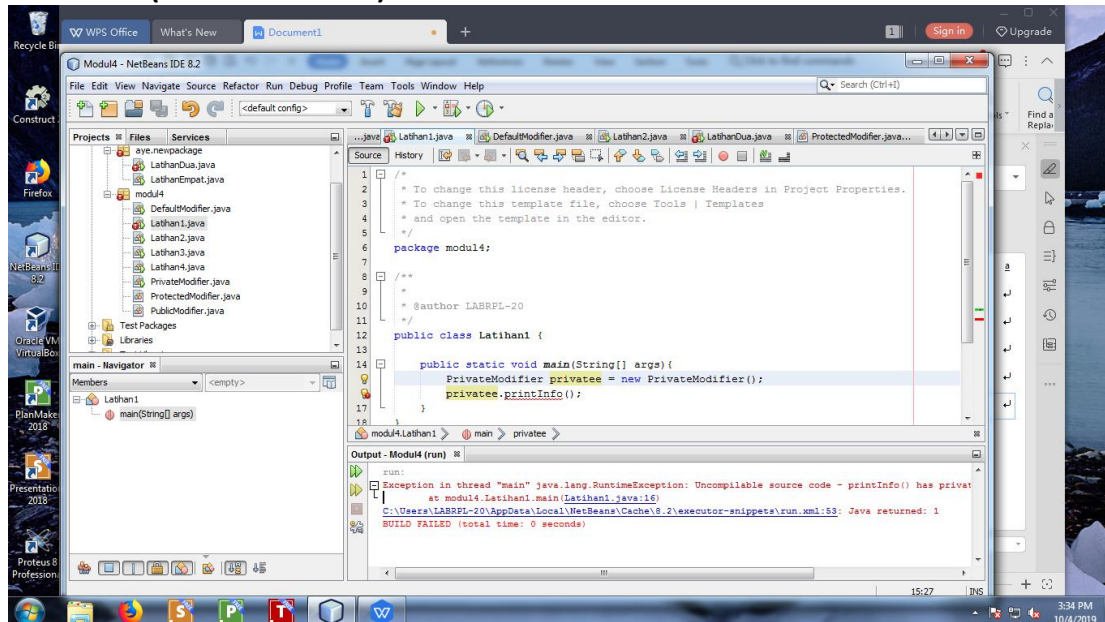 WPS Office What's New Document1 + 1 Sign in Upgrade
Recycle Bin
Modul4 - NetBeans IDE 8.2
File Edit View Navigate Source Refactor Run Debug Profile Team Tools Window Help Search (Ctrl+I)
<default config>
Construct
Find a
Repla
Projects Files Services
...java Latihan1.java DefaultModifier.java Latihan2.java LatihanDua.java ProtectedModifier.java...
Source History
aye.newpackage
LatihanDua.java
LatihanEmpat.java
modul4
DefaultModifier.java
Latihan1.java
Latihan2.java
Latihan3.java
Latihan4.java
PrivateModifier.java
ProtectedModifier.java
PublicModifier.java
Test Packages
Libraries
Firefox
NetBeans I
8.2
Oracle VM
VirtualBox
PlanMake
2018
Presentatio
2018
Proteus 8
Profession
1 /*
2 * To change this license header, choose License Headers in Project Properties.
3 * To change this template file, choose Tools | Templates
4 * and open the template in the editor.
5 */
6 package modul4;
7
8 /**
9 *
10 * @author LABRPL-20
11 */
12 public class Latihan1 {
13
14 public static void main(String[] args){
PrivateModifier privatee = new PrivateModifier();
privatee.printInfo();
17 }
18 }
main - Navigator
Members <empty>
Latihan1
main(String[] args)
modul4.Latihan1 main privatee
Output - Modul4 (run)
run:
Exception in thread "main" java.lang.RuntimeException: Uncompilable source code - printInfo() has privat
at modul4.Latihan1.main(Latihan1.java:16)
C:\Users\LABRPL-20\AppData\Local\NetBeans\Cache\8.2\executor-snippets\run.xml:53: Java returned: 1
BUILD FAILED (total time: 0 seconds)
15:27 INS
3:34 PM
10/4/2019